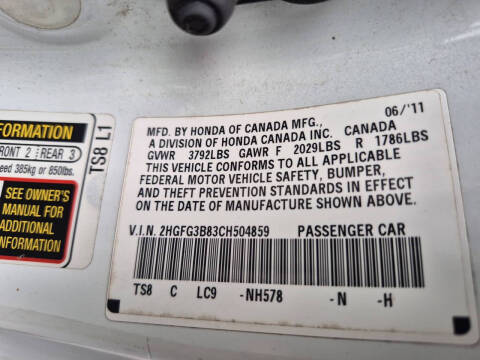 FORMATION
RONT 2 REAR 3
eed 385kg or 850lbs.
SEE OWNER'S
MANUAL FOR
ADDITIONAL
INFORMATION
TS8 L1
06/'11
MFD. BY HONDA OF CANADA MFG.,
A DIVISION OF HONDA CANADA INC. CANADA
GVWR 3792LBS GAWR F 2029LBS R 1786LBS
THIS VEHICLE CONFORMS TO ALL APPLICABLE
FEDERAL MOTOR VEHICLE SAFETY, BUMPER,
AND THEFT PREVENTION STANDARDS IN EFFECT
ON THE DATE OF MANUFACTURE SHOWN ABOVE.
V.I.N. 2HGFG3B83CH504859 PASSENGER CAR
TS8 C LC9 -NH578 -N -H